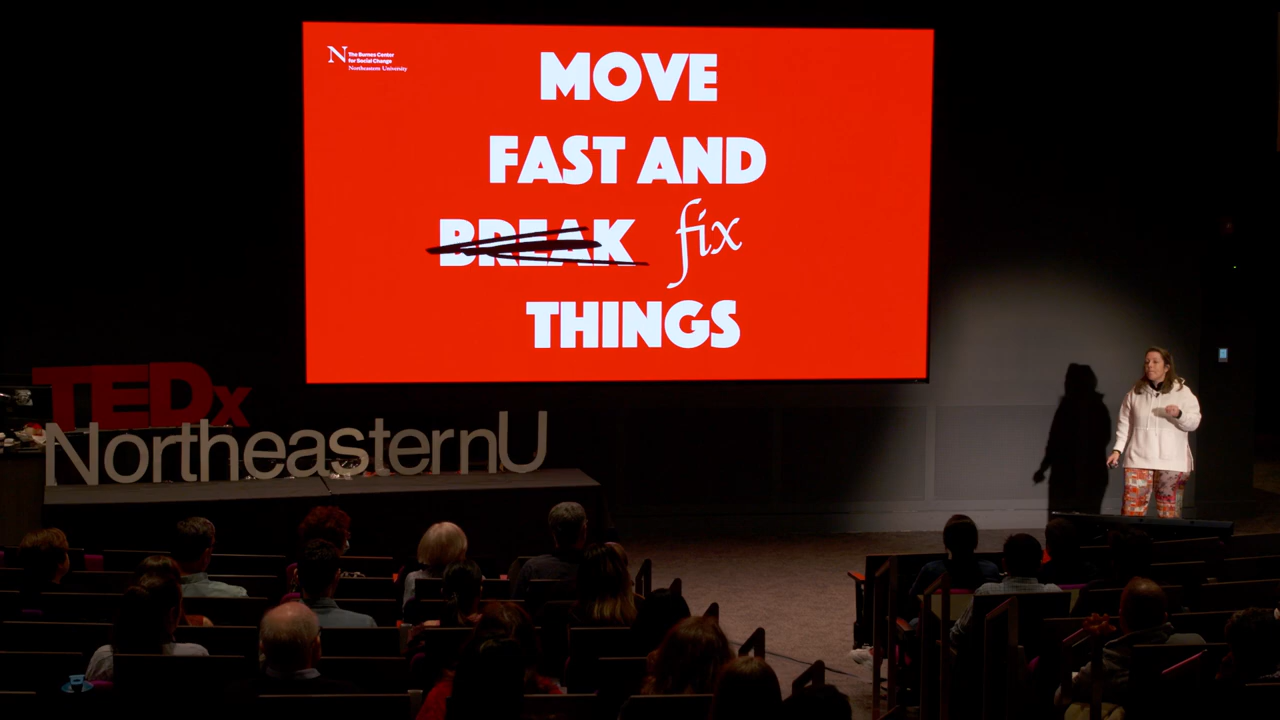 The Burnes Center
for Social Change
Northeastern University
MOVE
FAST AND
BREAK fix
THINGS
TEDx
NortheasternU